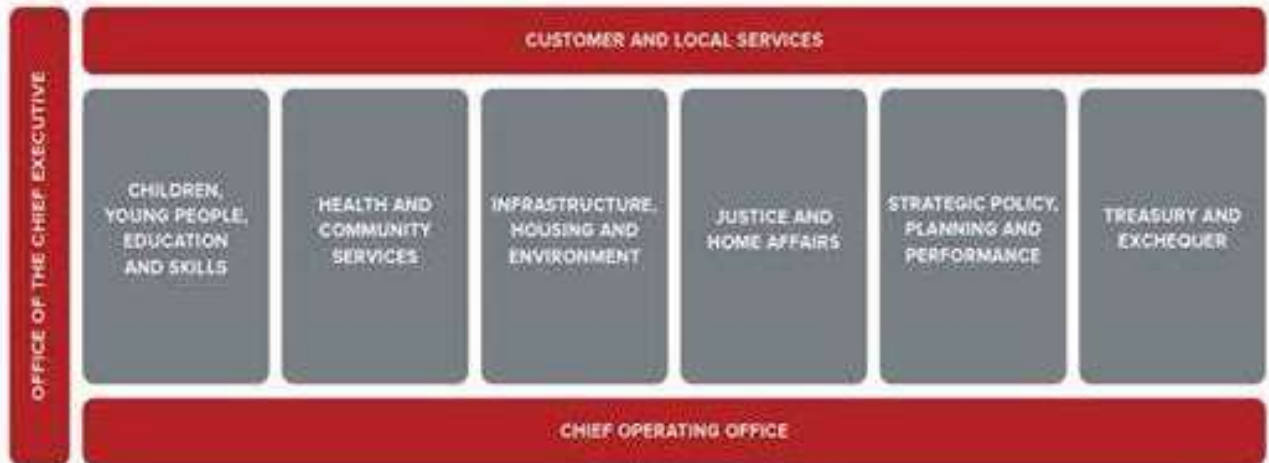 OFFICE OF THE CHIEF EXECUTIVE
CUSTOMER AND LOCAL SERVICES
CHILDREN,
YOUNG PEOPLE,
EDUCATION
AND SKILLS
HEALTH AND
COMMUNITY
SERVICES
INFRASTRUCTURE,
HOUSING AND
ENVIRONMENT
JUSTICE AND
HOME AFFAIRS
STRATEGIC POLICY,
PLANNING AND
PERFORMANCE
TREASURY AND
EXCHEQUER
CHIEF OPERATING OFFICE